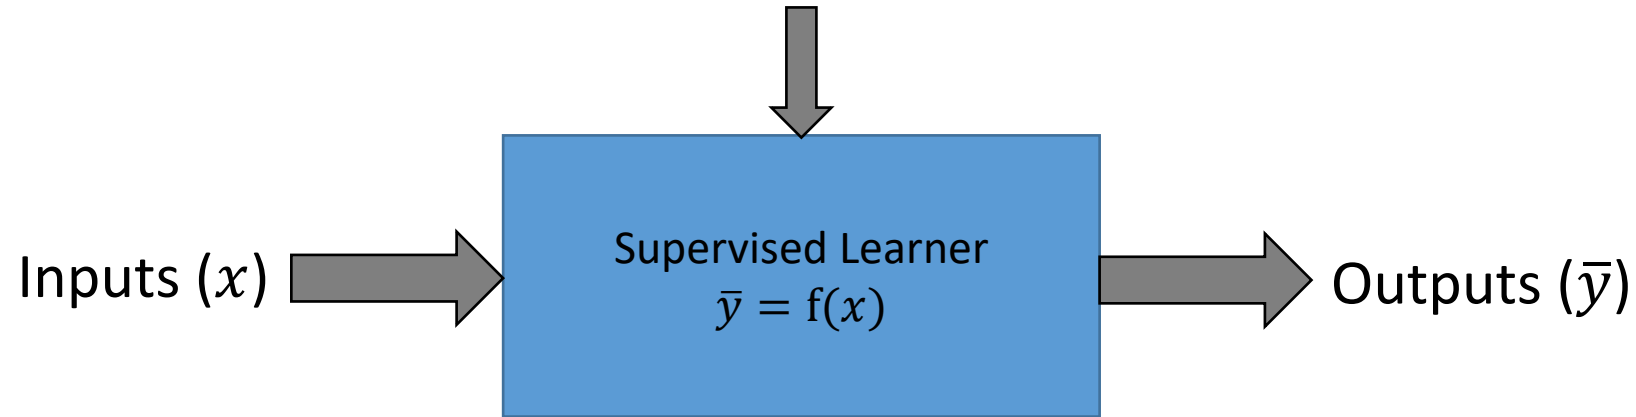 Supervised Learner
ȳ = f(x)
Inputs (x)
Outputs (ȳ)